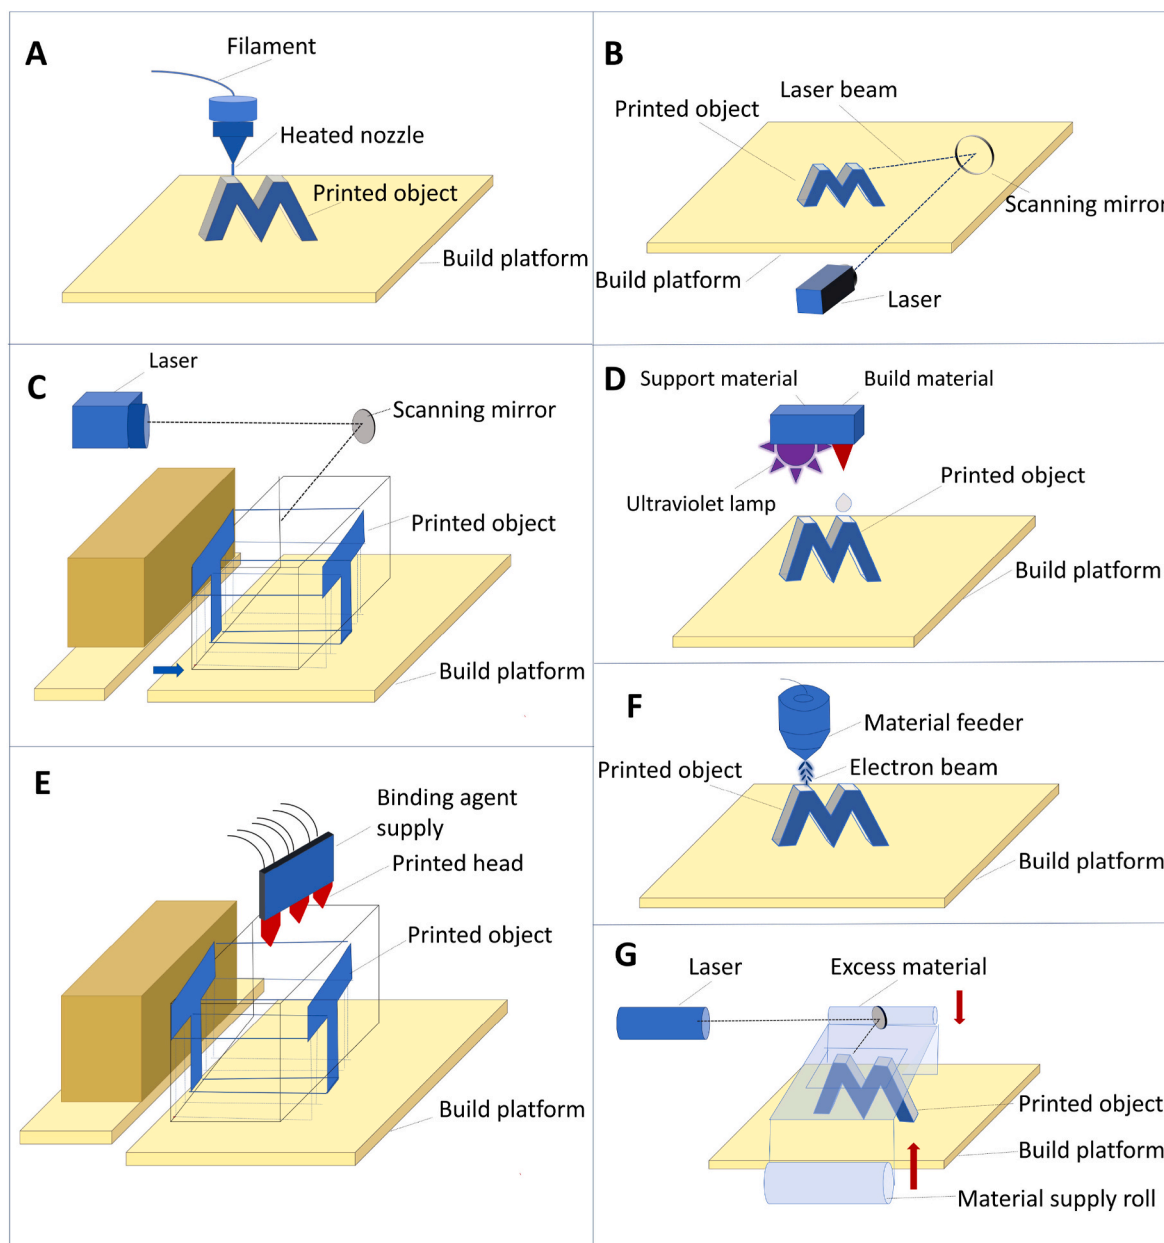 A
Filament
Heated nozzle
Printed object
Build platform
B
Laser beam
Printed object
Scanning mirror
Build platform
Laser
C
Laser
Scanning mirror
Printed object
Build platform
D
Support material
Build material
Printed object
Ultraviolet lamp
Build platform
E
Binding agent
supply
Printed head
Printed object
Build platform
F
Material feeder
Printed object
Electron beam
Build platform
G
Laser
Excess material
Printed object
Build platform
Material supply roll